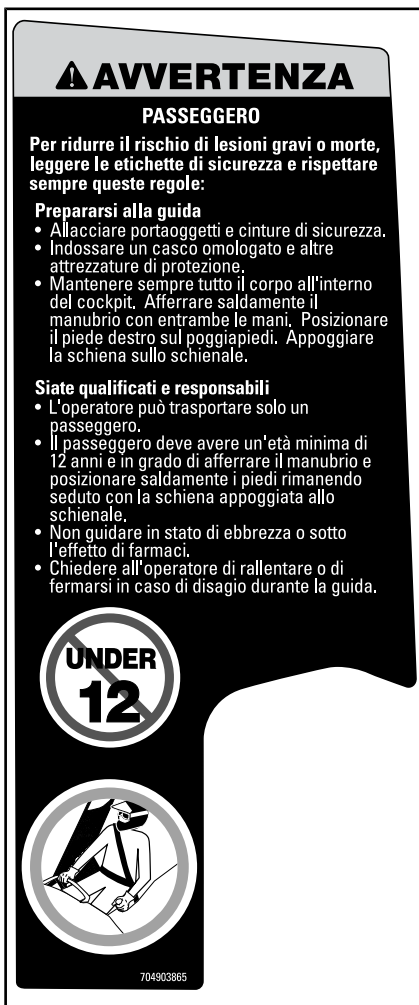 AVVERTENZA
PASSEGGERO
Per ridurre il rischio di lesioni gravi o morte,
leggere le etichette di sicurezza e rispettare
sempre queste regole:
Prepararsi alla guida
• Allacciare portaoggetti e cinture di sicurezza.
• Indossare un casco omologato e altre
attrezzature di protezione.
• Mantenere sempre tutto il corpo all'interno
del cockpit. Afferrare saldamente il
manubrio con entrambe le mani. Posizionare
il piede destro sul poggiapiedi. Appoggiare
la schiena sullo schienale.
Siate qualificati e responsabili
• L'operatore può trasportare solo un
passeggero.
• Il passeggero deve avere un'età minima di
12 anni e in grado di afferrare il manubrio e
posizionare saldamente i piedi rimanendo
seduto con la schiena appoggiata allo
schienale.
• Non guidare in stato di ebbrezza o sotto
l'effetto di farmaci.
• Chiedere all'operatore di rallentare o di
fermarsi in caso di disagio durante la guida.
UNDER
12
704903865